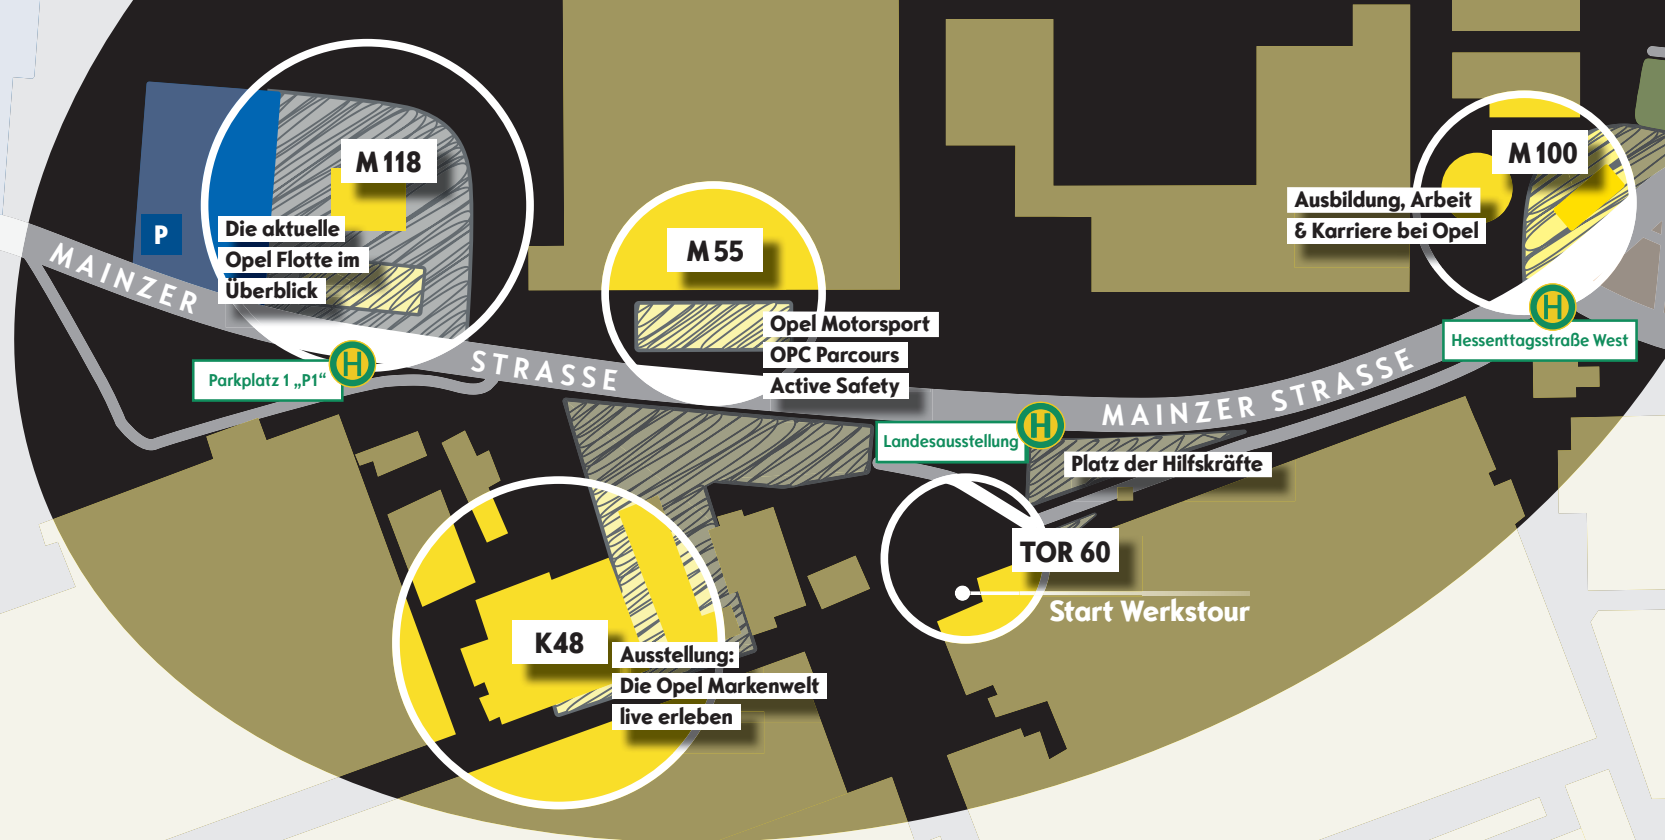 M 118
Die aktuelle
Opel Flotte im
Überblick
P
MAINZER
STRASSE
H
Parkplatz 1 „P1“
M 55
Opel Motorsport
OPC Parcours
Active Safety
M 100
Ausbildung, Arbeit
& Karriere bei Opel
H
Hessenttagsstraße West
MAINZER STRASSE
H
Landesausstellung
Platz der Hilfskräfte
TOR 60
Start Werkstour
K48
Ausstellung:
Die Opel Markenwelt
live erleben